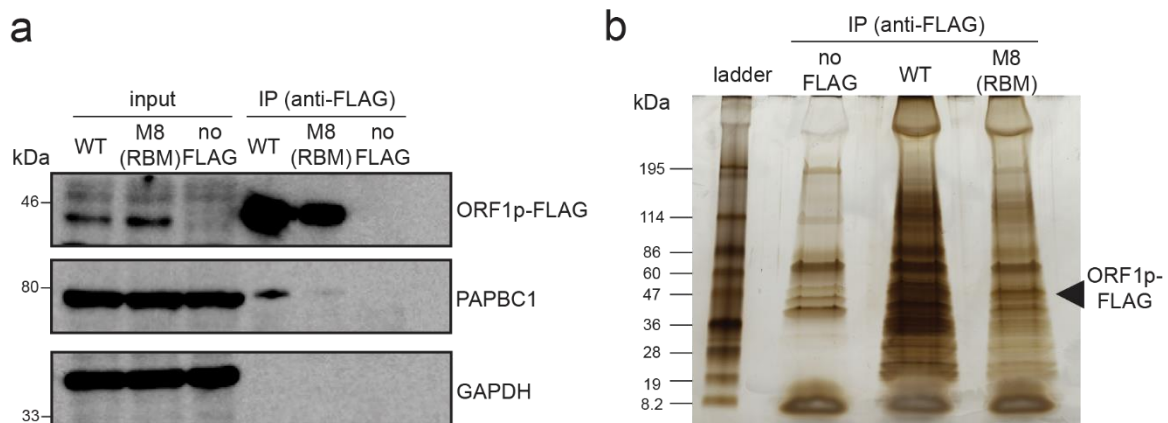 a
input
IP (anti-FLAG)
WT
M8
(RBM)
no
FLAG
WT
M8
(RBM)
no
FLAG
kDa
46
ORF1p-FLAG
80
PAPBC1
GAPDH
33
b
IP (anti-FLAG)
ladder
no
FLAG
WT
M8
(RBM)
kDa
195
114
86
60
47
36
28
19
8.2
ORF1p-
FLAG